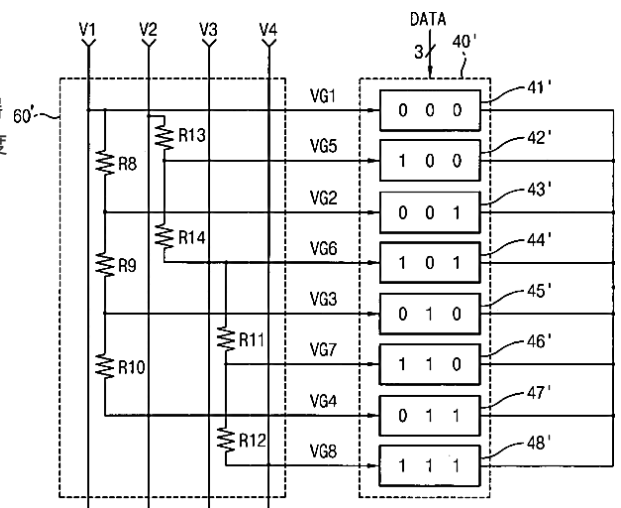 V1 V2 V3 V4 DATA
3 40'
60'
VG1 0 0 0 41'
R13
R8 VG5 1 0 0 42'
VG2 0 0 1 43'
R14
R9 VG6 1 0 1 44'
VG3 0 1 0 45'
R11
R10 VG7 1 1 0 46'
VG4 0 1 1 47'
R12
VG8 1 1 1 48'
度